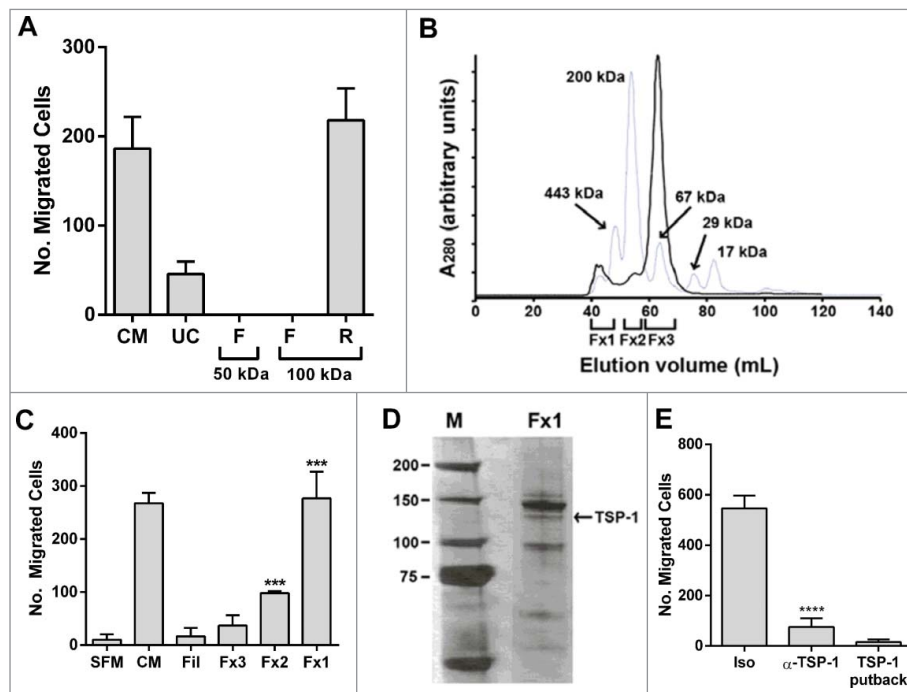 A
No. Migrated Cells
300
200
100
0
CM UC F F R
50 kDa 100 kDa
B
A280 (arbitrary units)
200 kDa
443 kDa
67 kDa
29 kDa
17 kDa
0 20 40 60 80 100 120 140
Fx1 Fx2 Fx3
Elution volume (mL)
C
No. Migrated Cells
400
300
200
100
0
***
***
SFM CM Fil Fx3 Fx2 Fx1
D
M Fx1
200
150
100
75
←TSP-1
E
No. Migrated Cells
800
600
400
200
0
****
Iso α-TSP-1 TSP-1
putback